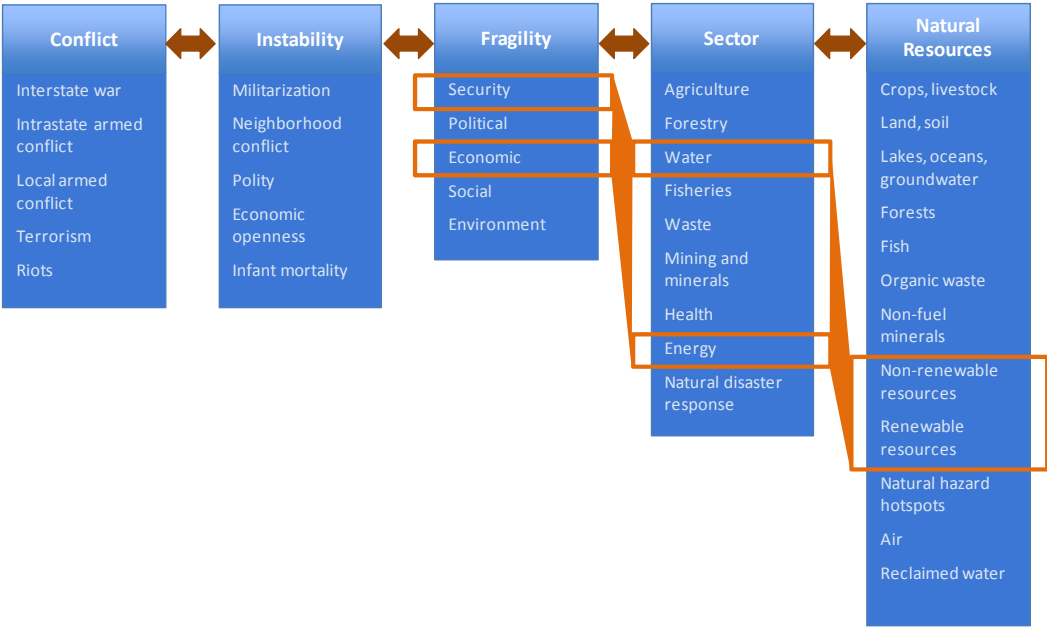 Conflict
Interstate war
Intrastate armed
conflict
Local armed
conflict
Terrorism
Riots
Instability
Militarization
Neighborhood
conflict
Polity
Economic
openness
Infant mortality
Fragility
Security
Political
Economic
Social
Environment
Sector
Agriculture
Forestry
Water
Fisheries
Waste
Mining and
minerals
Health
Energy
Natural disaster
response
Natural
Resources
Crops, livestock
Land, soil
Lakes, oceans,
groundwater
Forests
Fish
Organic waste
Non-fuel
minerals
Non-renewable
resources
Renewable
resources
Natural hazard
hotspots
Air
Reclaimed water